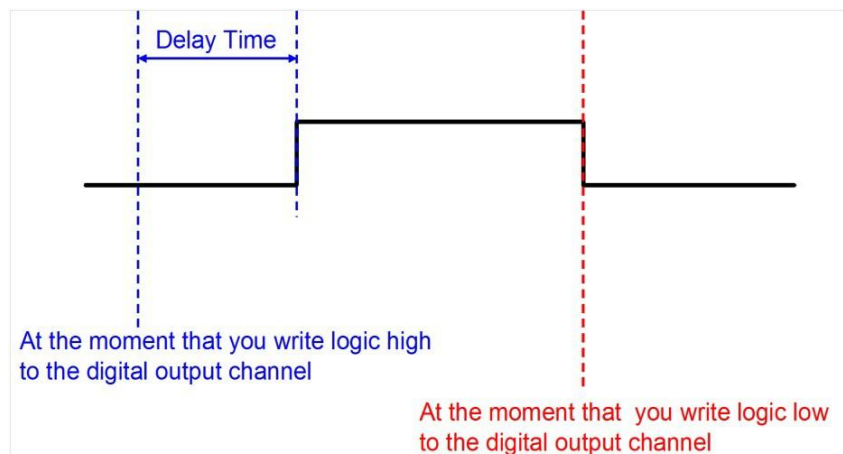 Delay Time
At the moment that you write logic high
to the digital output channel
At the moment that you write logic low
to the digital output channel